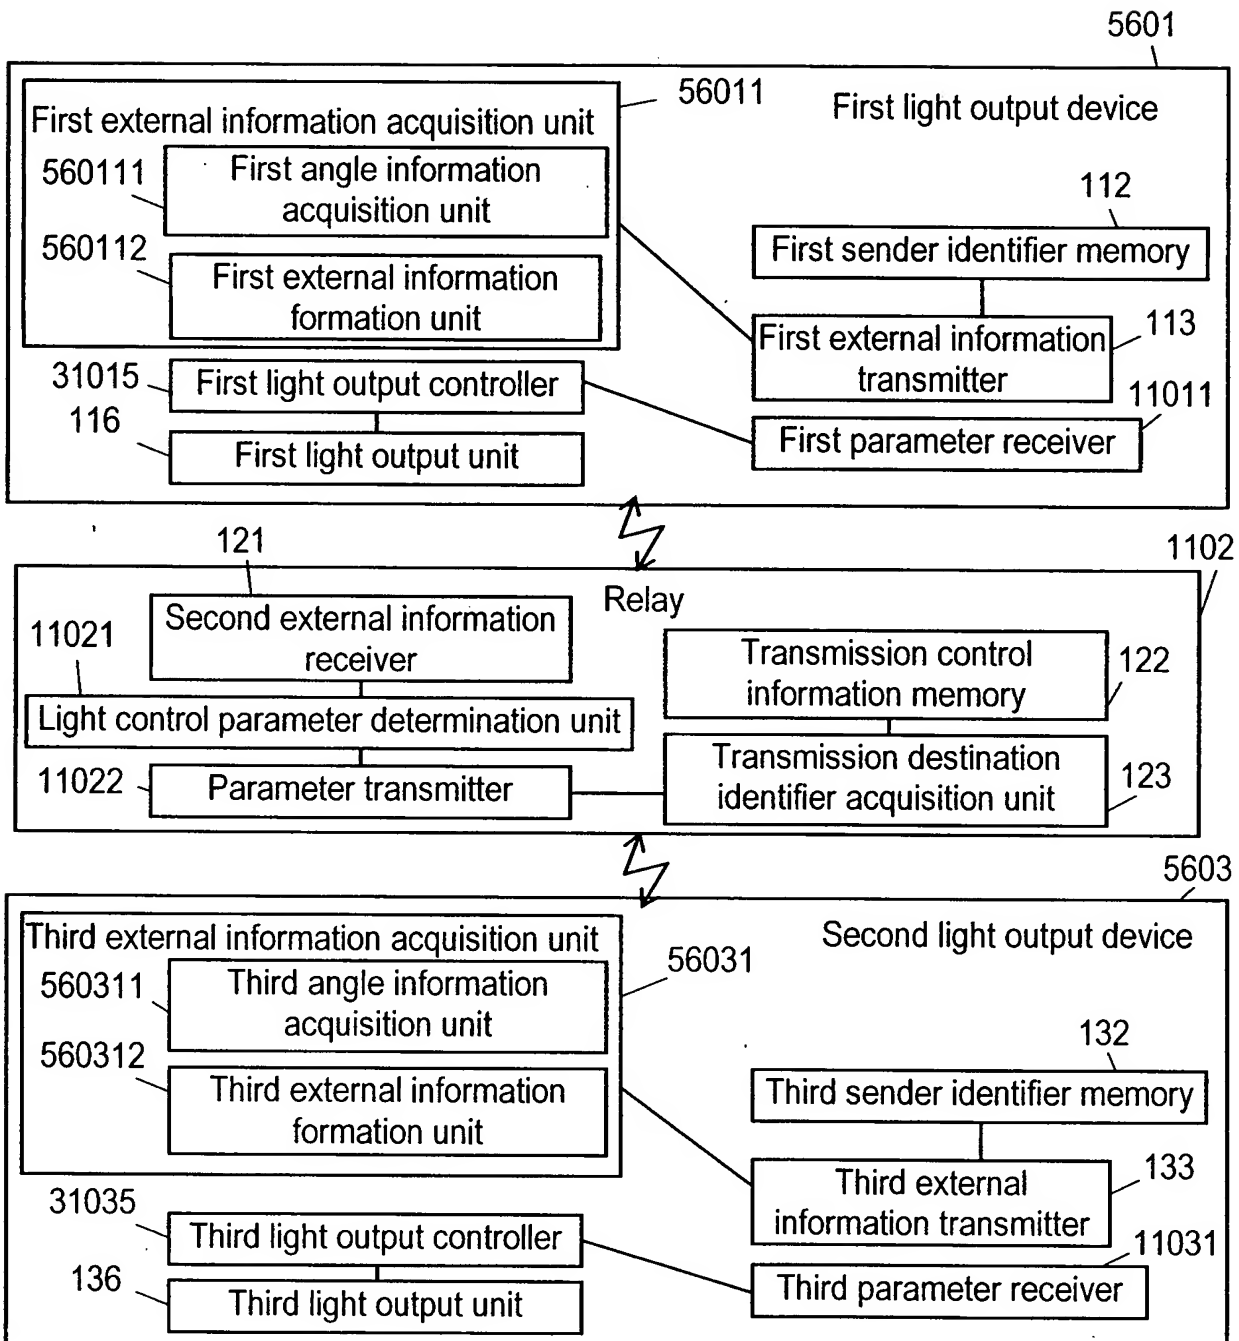 5601
56011
First light output device
First external information acquisition unit
560111
First angle information
acquisition unit
112
First sender identifier memory
560112
First external information
formation unit
First external information
transmitter
113
31015
First light output controller
11011
116
First light output unit
First parameter receiver
121
1102
Relay
Second external information
receiver
11021
Transmission control
information memory
122
Light control parameter determination unit
11022
Parameter transmitter
Transmission destination
identifier acquisition unit
123
5603
Third external information acquisition unit
Second light output device
56031
560311
Third angle information
acquisition unit
132
560312
Third external information
formation unit
Third sender identifier memory
Third external
information transmitter
133
31035
Third light output controller
11031
136
Third light output unit
Third parameter receiver